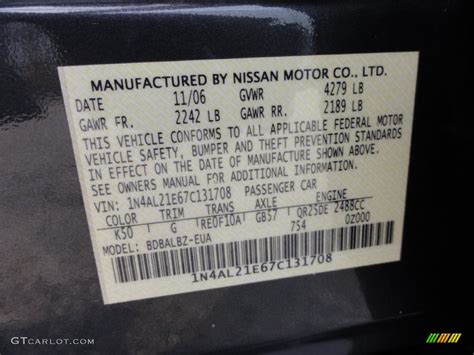 MANUFACTURED BY NISSAN MOTOR CO., LTD.
DATE 11/06 GVWR 4279 LB
GAWR FR. 2242 LB GAWR RR. 2189 LB
THIS VEHICLE CONFORMS TO ALL APPLICABLE FEDERAL MOTOR
VEHICLE SAFETY, BUMPER AND THEFT PREVENTION STANDARDS
IN EFFECT ON THE DATE OF MANUFACTURE SHOWN ABOVE.
SEE OWNERS MANUAL FOR ADDITIONAL INFORMATION
VIN: 1N4AL21E67C131708 PASSENGER CAR
COLOR TRIM TRANS AXLE ENGINE
K50 G RE0F10A GB57 QR25DE 2488CC
MODEL: BDBALBZ-EUA 754 0Z000
1N4AL21E67C131708
GTCARLOT.COM